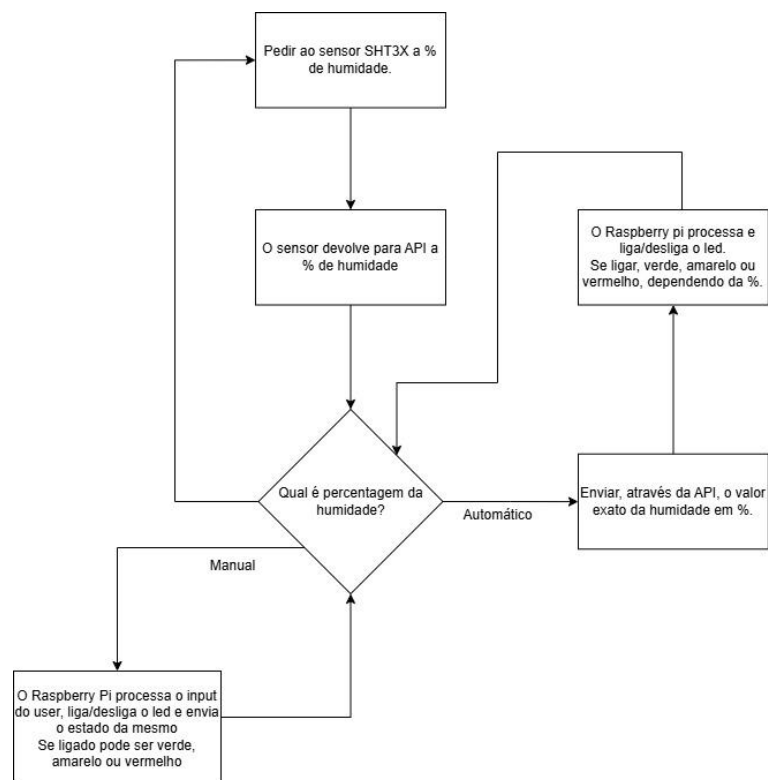 Pedir ao sensor SHT3X a %
de humidade.
O sensor devolve para API a
% de humidade
O Raspberry pi processa e
liga/desliga o led.
Se ligar, verde, amarelo ou
vermelho, dependendo da %.
Qual é percentagem da
humidade?
Automático
Enviar, através da API, o valor
exato da humidade em %.
Manual
O Raspberry Pi processa o input
do user, liga/desliga o led e envia
o estado da mesmo
Se ligado pode ser verde,
amarelo ou vermelho